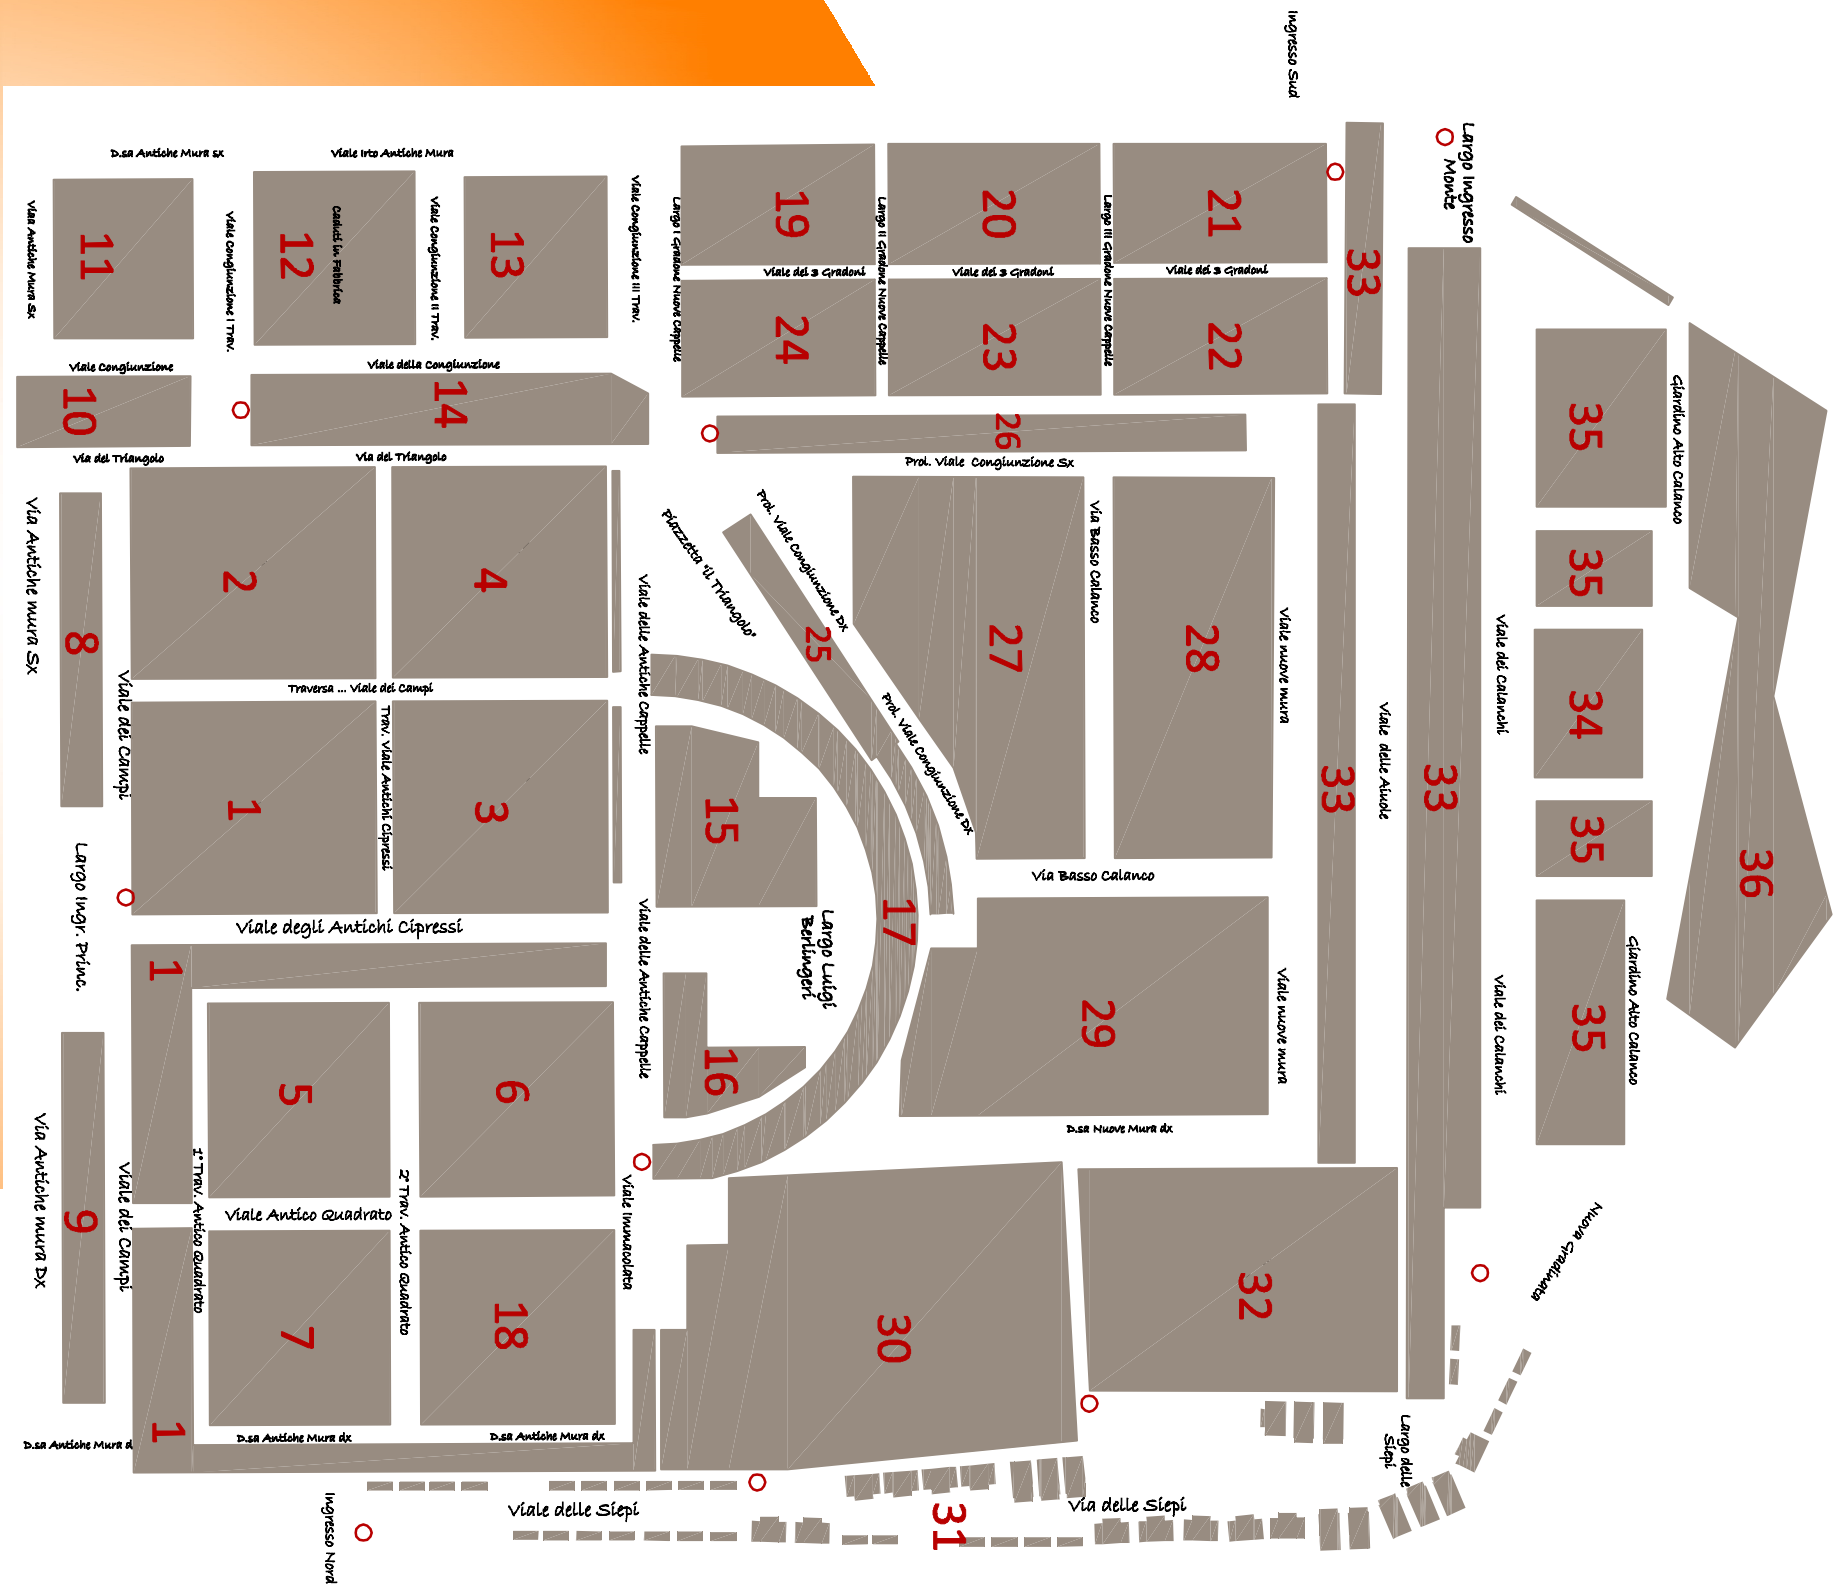 Ingresso Sud
Largo Ingresso
Monte
D.sa Antiche Mura sx
Viale Irto Antiche Mura
Viaa Antiche Mura Sx
11
Viale Congiunzione I Trav.
12
Caduti in Fabbrica
Viale Congiunzione II Trav.
13
Viale Congiunzione III Trav.
Largo I Gradone Nuove Cappelle
19
Largo II Gradone Nuove Cappelle
20
Largo III Gradone Nuove Cappelle
21
33
Viale dei 3 Gradoni
Viale dei 3 Gradoni
Viale dei 3 Gradoni
24
23
22
Viale Congiunzione
Viale della Congiunzione
10
14
26
Via del Triangolo
Via del Triangolo
Prol. Viale Congiunzione Sx
35
Giardino Alto Calanco
Via Antiche mura Sx
8
2
4
Piazzetta "il Triangolo"
Prol. Viale Congiunzione Dx
25
27
Via Basso Calanco
28
Viale nuove mura
35
Viale dei Calanchi
Viale delle Antiche Cappelle
Traversa ... Viale dei Campi
Viale dei Campi
1
Trav. Viale Antichi Cipressi
3
15
Prol. Viale Congiunzione Dx
33
Viale delle Aiuole
33
34
35
36
Largo Ingr. Princ.
Via Basso Calanco
Viale degli Antichi Cipressi
17
Largo Luigi
Berlingeri
Viale delle Antiche Cappelle
1
5
6
16
29
Viale nuove mura
Viale dei Calanchi
35
Giardino Alto Calanco
D.sa Nuove Mura dx
Via Antiche mura Dx
9
Viale dei Campi
1° Trav. Antico Quadrato
Viale Antico Quadrato
2° Trav. Antico Quadrato
Viale Immacolata
7
18
30
32
Nuova Gradinata
D.sa Antiche Mura d
1
D.sa Antiche Mura dx
D.sa Antiche Mura dx
Largo delle
Siepi
Ingresso Nord
Viale delle Siepi
31
Via delle Siepi